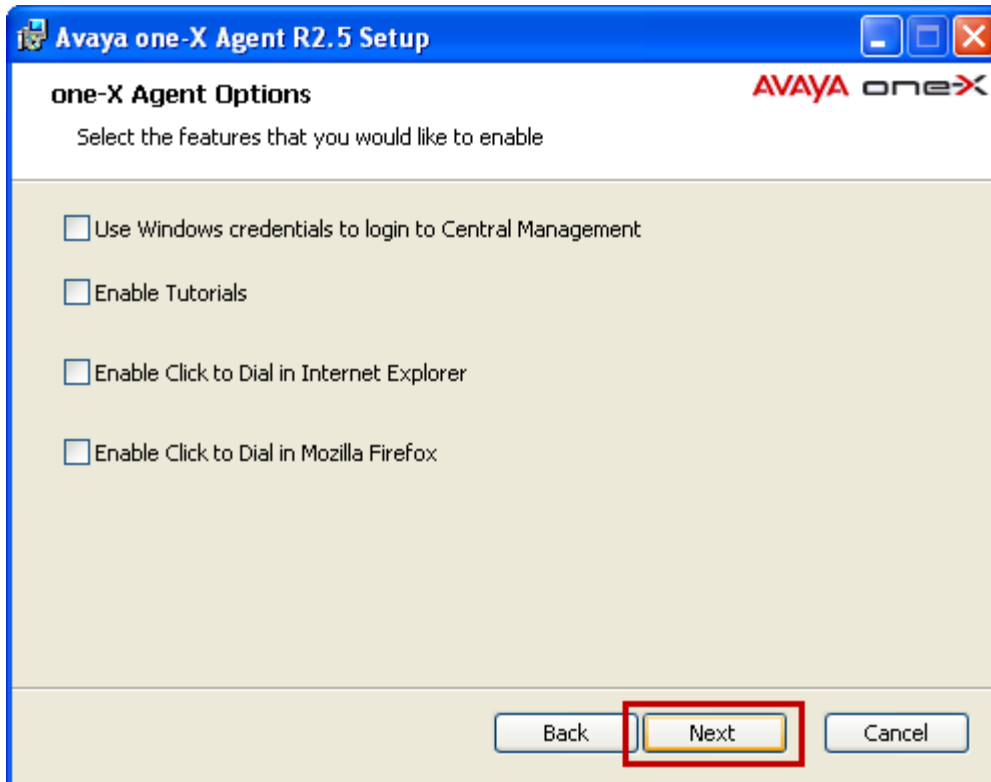 Avaya one-X Agent R2.5 Setup
one-X Agent Options
AVAYA one-X
Select the features that you would like to enable
Use Windows credentials to login to Central Management
Enable Tutorials
Enable Click to Dial in Internet Explorer
Enable Click to Dial in Mozilla Firefox
Back Next Cancel